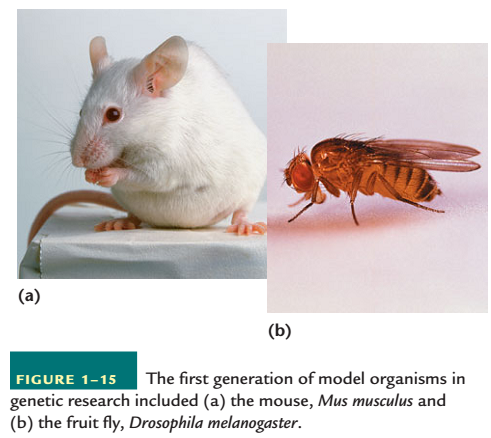 (a)
(b)
FIGURE 1–15 The first generation of model organisms in
genetic research included (a) the mouse, Mus musculus and
(b) the fruit fly, Drosophila melanogaster.